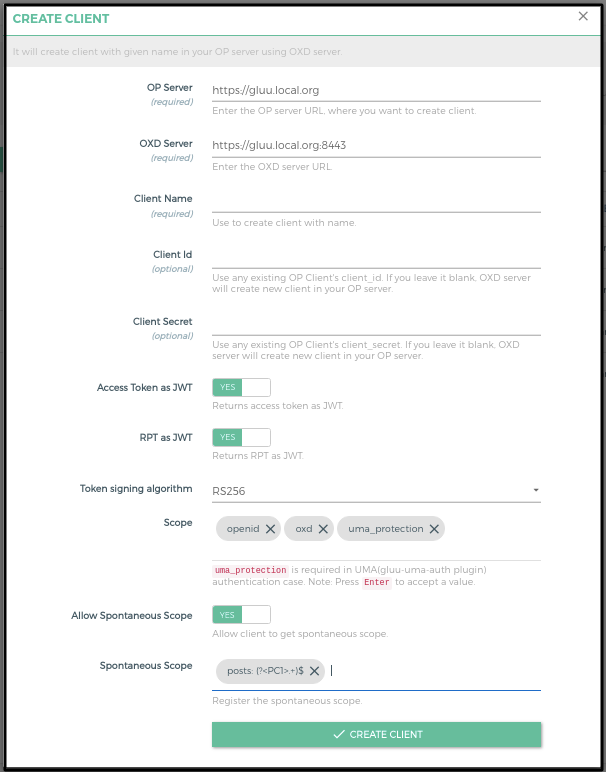 CREATE CLIENT
It will create client with given name in your OP server using OXD server.
OP Server
(required)
https://gluu.local.org
Enter the OP server URL, where you want to create client.
OXD Server
(required)
https://gluu.local.org:8443
Enter the OXD server URL.
Client Name
(required)
Use to create client with name.
Client Id
(optional)
Use any existing OP Client's client_id. If you leave it blank, OXD server
will create new client in your OP server.
Client Secret
(optional)
Use any existing OP Client's client_secret. If you leave it blank, OXD
server will create new client in your OP server.
Access Token as JWT
YES
Returns access token as JWT.
RPT as JWT
YES
Returns RPT as JWT.
Token signing algorithm
RS256
Scope
openid oxd uma_protection
uma_protection is required in UMA(gluu-uma-auth plugin)
authentication case. Note: Press Enter to accept a value.
Allow Spontaneous Scope
YES
Allow client to get spontaneous scope.
Spontaneous Scope
posts: (?<PC1>.+)$
Register the spontaneous scope.
CREATE CLIENT